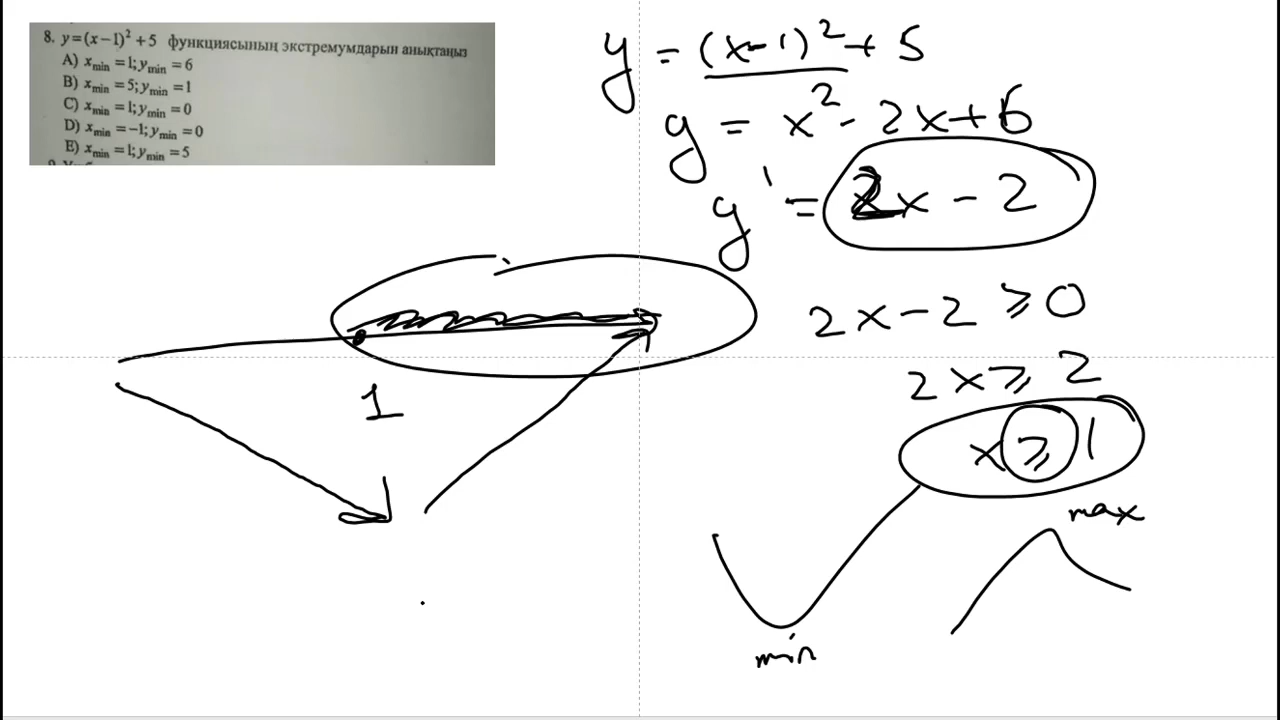 8. y=(x−1)² + 5 функциясының экстремумдарын анықтаңыз
A) xmin = 1; ymin = 6
B) xmin = 5; ymin = 1
C) xmin = 1; ymin = 0
D) xmin = −1; ymin = 0
E) xmin = 1; ymin = 5
y = (x−1)² + 5
y = x² − 2x + 6
y' = 2x − 2
2x − 2 ⩾ 0
2x ⩾ 2
x ⩾ 1
1
max
min